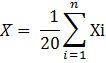 X = 1/20 ∑_{i=1}^{n} Xi